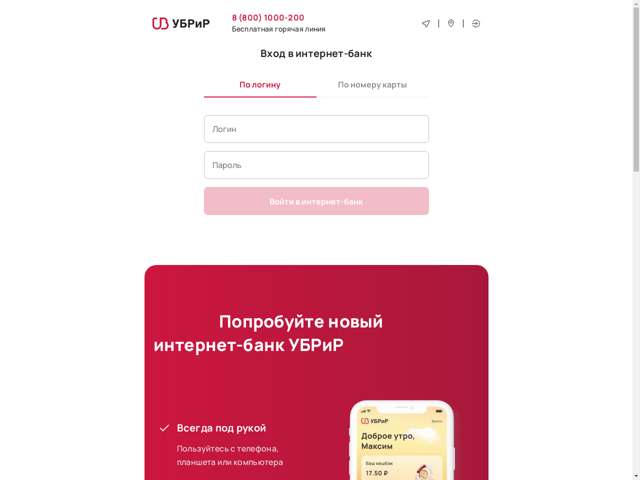 УБРиР
8 (800) 1000-200
Бесплатная горячая линия
Вход в интернет-банк
По логину
По номеру карты
Логин
Пароль
Войти в интернет-банк
Попробуйте новый
интернет-банк УБРиР
Всегда под рукой
Пользуйтесь с телефона,
планшета или компьютера
УБРиР
Доброе утро,
Максим
Ваш кешбэк
17.50 ₽